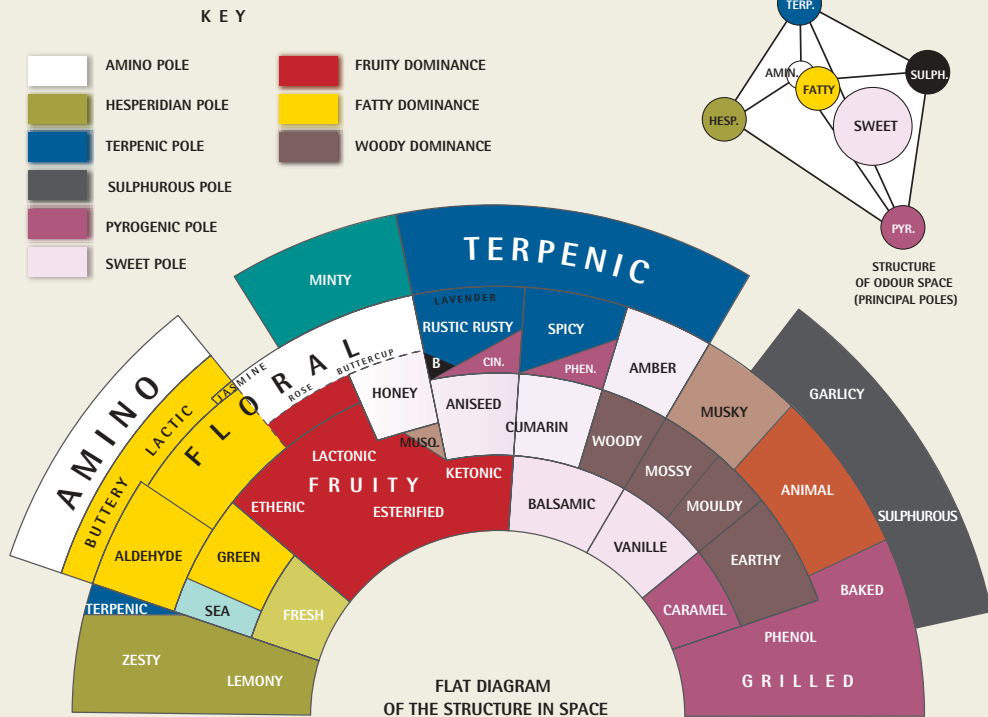 KEY
AMINO POLE
HESPERIDIAN POLE
TERPENIC POLE
SULPHUROUS POLE
PYROGENIC POLE
SWEET POLE
FRUITY DOMINANCE
FATTY DOMINANCE
WOODY DOMINANCE
TERP.
AMIN.
FATTY
SULPH.
HESP.
SWEET
PYR.
STRUCTURE
OF ODOUR SPACE
(PRINCIPAL POLES)
MINTY
TERPENIC
AMINO
BUTTERY
LACTIC
JASMINE
FLORAL
ROSE
BUTTERCUP
LAVENDER
RUSTIC RUSTY
B
CIN.
SPICY
PHEN.
AMBER
MUSKY
GARLICY
SULPHUROUS
ANIMAL
BAKED
HONEY
MUSQ.
ANISEED
CUMARIN
WOODY
MOSSY
MOULDY
EARTHY
LACTONIC
FRUITY
KETONIC
ETHERIC
ESTERIFIED
BALSAMIC
VANILLE
CARAMEL
PHENOL
GRILLED
ALDEHYDE
GREEN
SEA
FRESH
TERPENIC
ZESTY
LEMONY
FLAT DIAGRAM
OF THE STRUCTURE IN SPACE